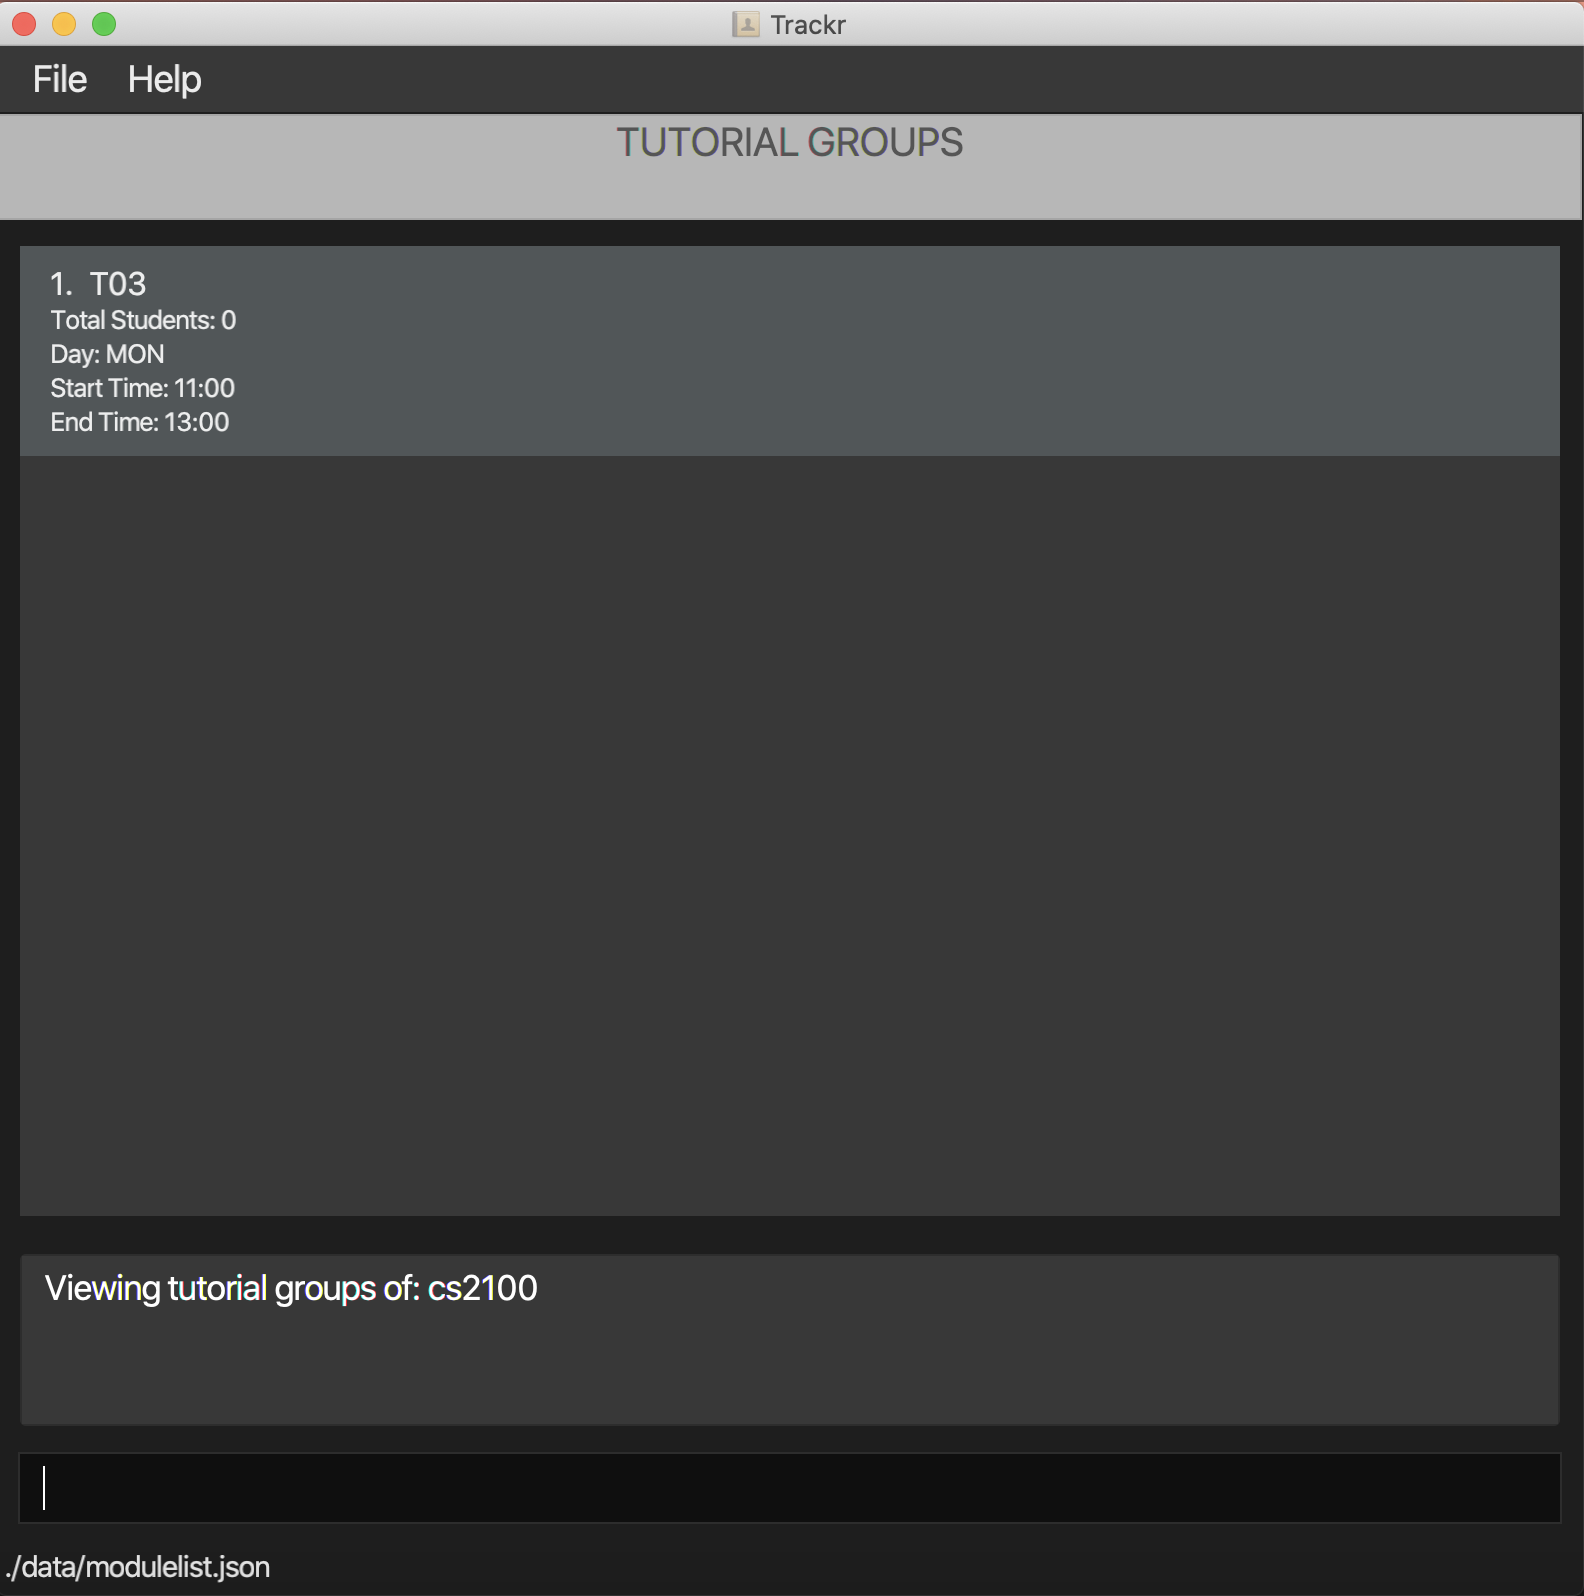 Trackr
File Help
TUTORIAL GROUPS
1. T03
Total Students: 0
Day: MON
Start Time: 11:00
End Time: 13:00
Viewing tutorial groups of: cs2100
./data/modulelist.json